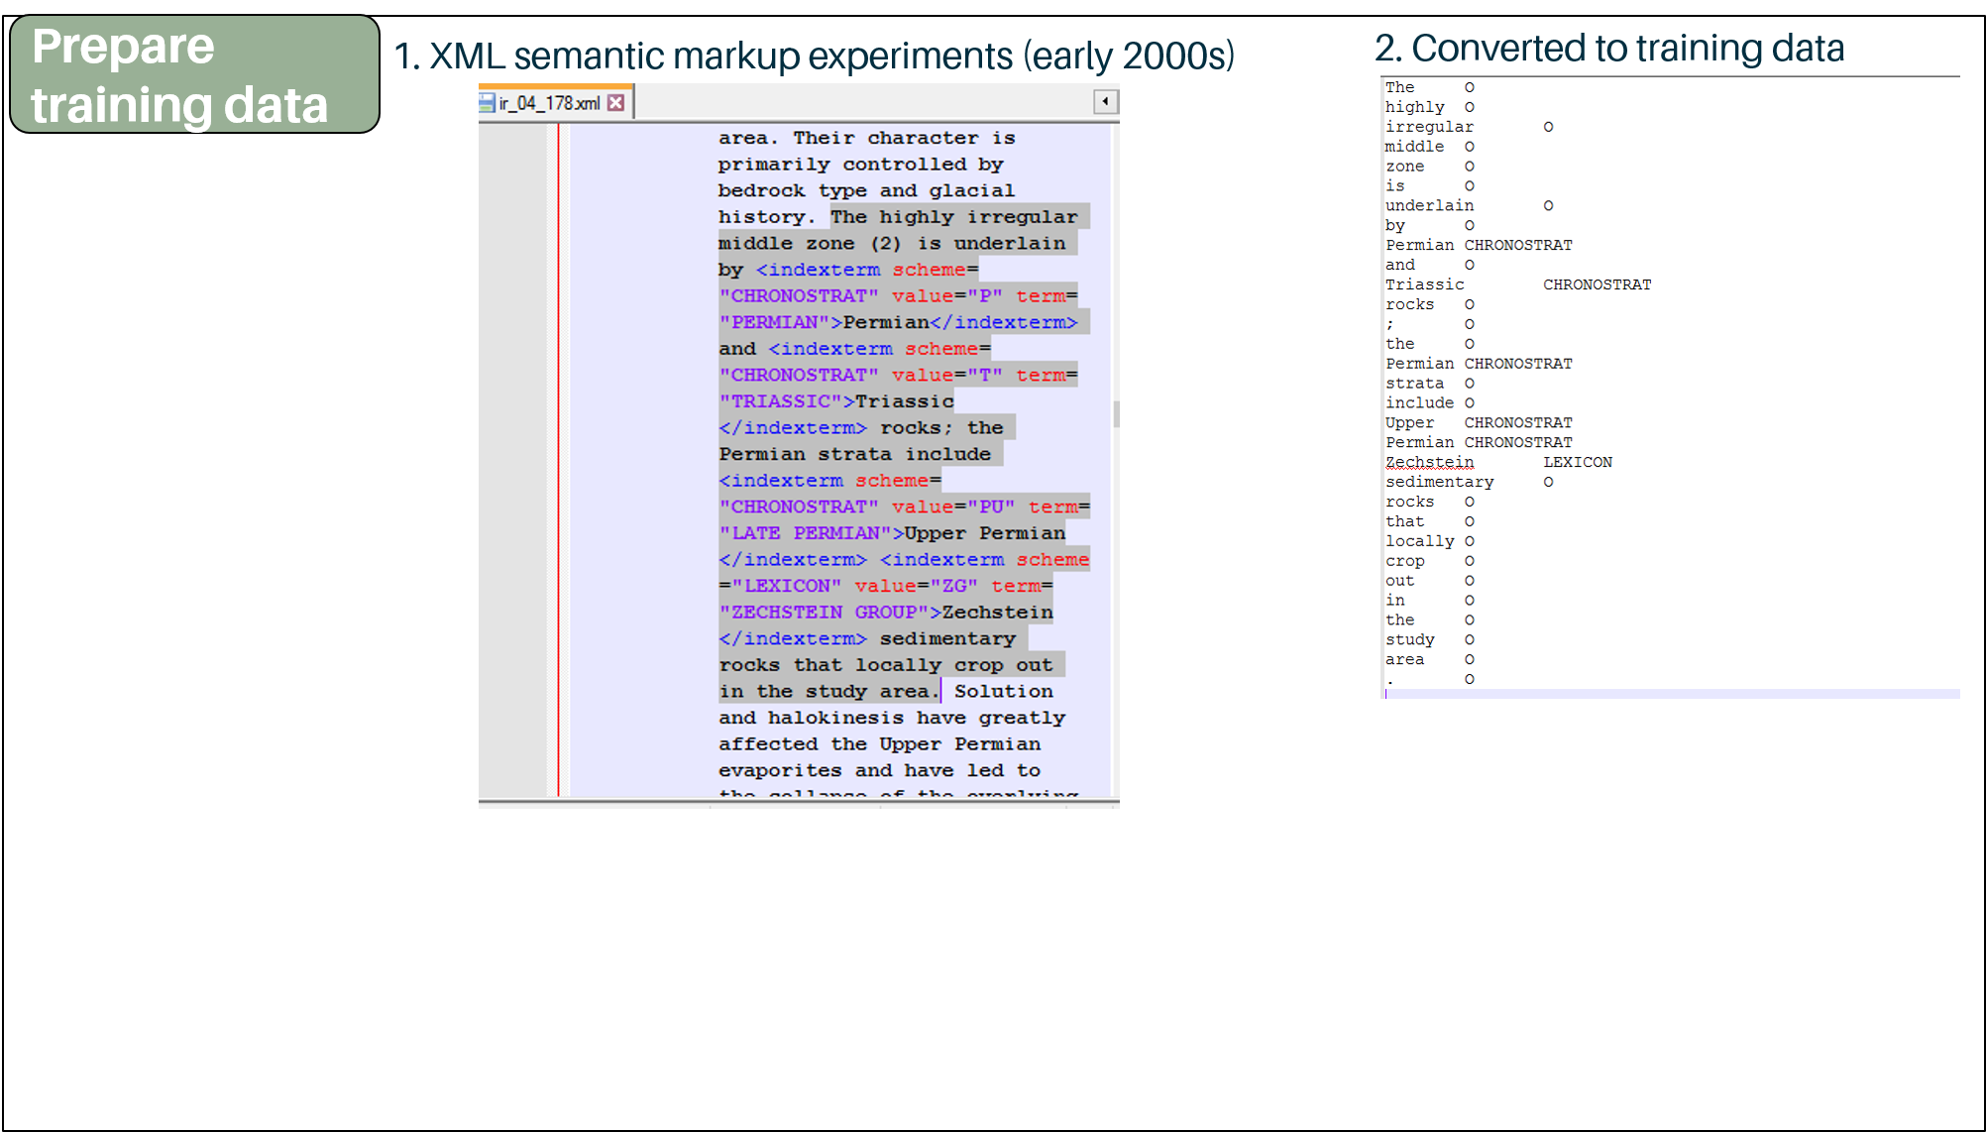 Prepare
training data
1. XML semantic markup experiments (early 2000s)
ir_04_178.xml
area. Their character is
primarily controlled by
bedrock type and glacial
history. The highly irregular
middle zone (2) is underlain
by <indexterm scheme=
"CHRONOSTRAT" value="P" term=
"PERMIAN">Permian</indexterm>
and <indexterm scheme=
"CHRONOSTRAT" value="T" term=
"TRIASSIC">Triassic
</indexterm> rocks; the
Permian strata include
<indexterm scheme=
"CHRONOSTRAT" value="PU" term=
"LATE PERMIAN">Upper Permian
</indexterm> <indexterm scheme
="LEXICON" value="ZG" term=
"ZECHSTEIN GROUP">Zechstein
</indexterm> sedimentary
rocks that locally crop out
in the study area. Solution
and halokinesis have greatly
affected the Upper Permian
evaporites and have led to
the collapse of the overlying
2. Converted to training data
The O
highly O
irregular O
middle O
zone O
is O
underlain O
by O
Permian CHRONOSTRAT
and O
Triassic CHRONOSTRAT
rocks O
; O
the O
Permian CHRONOSTRAT
strata O
include O
Upper CHRONOSTRAT
Permian CHRONOSTRAT
Zechstein LEXICON
sedimentary O
rocks O
that O
locally O
crop O
out O
in O
the O
study O
area O
. O